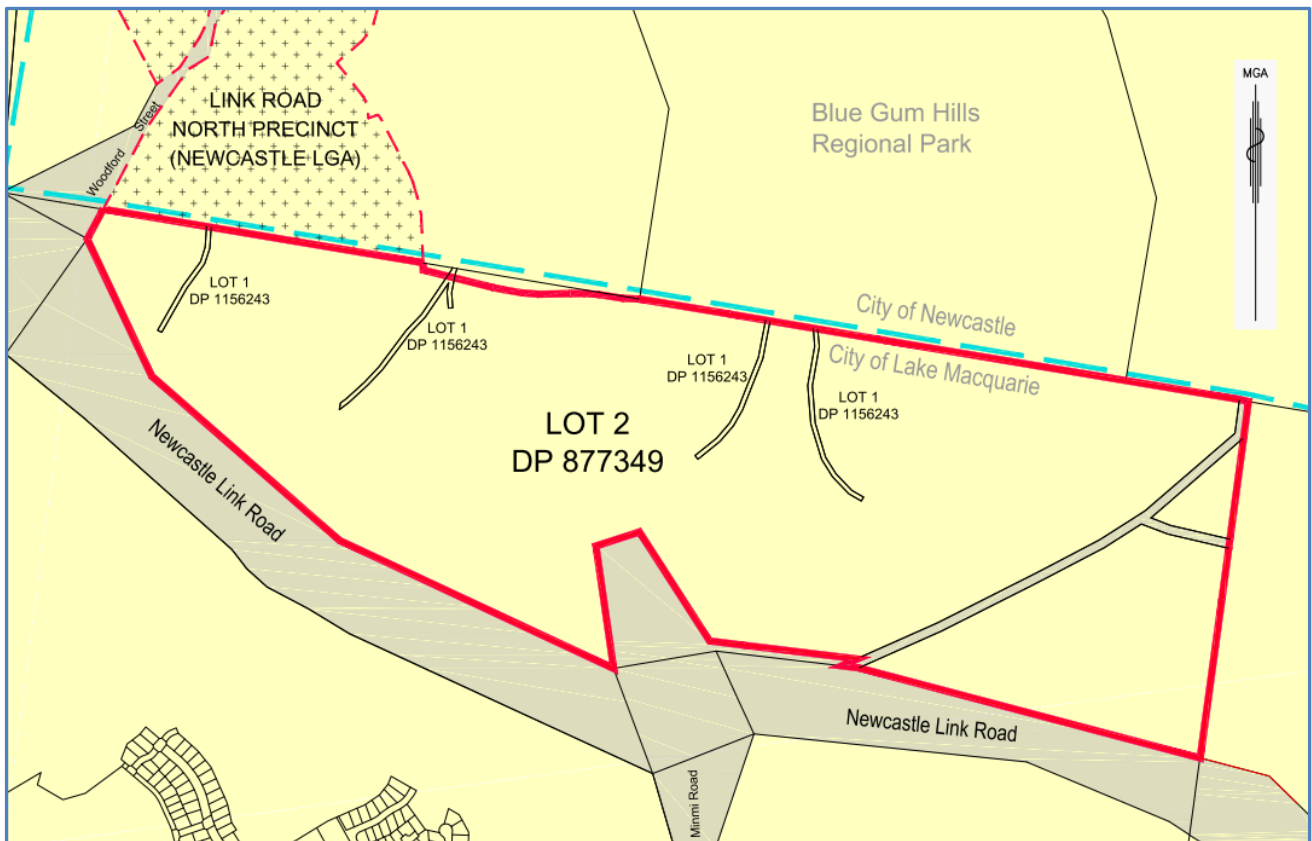 MGA
LINK ROAD
NORTH PRECINCT
(NEWCASTLE LGA)
Woodford Street
Blue Gum Hills
Regional Park
LOT 1
DP 1156243
LOT 1
DP 1156243
City of Newcastle
City of Lake Macquarie
LOT 1
DP 1156243
LOT 1
DP 1156243
LOT 2
DP 877349
Newcastle Link Road
Newcastle Link Road
Minmi Road